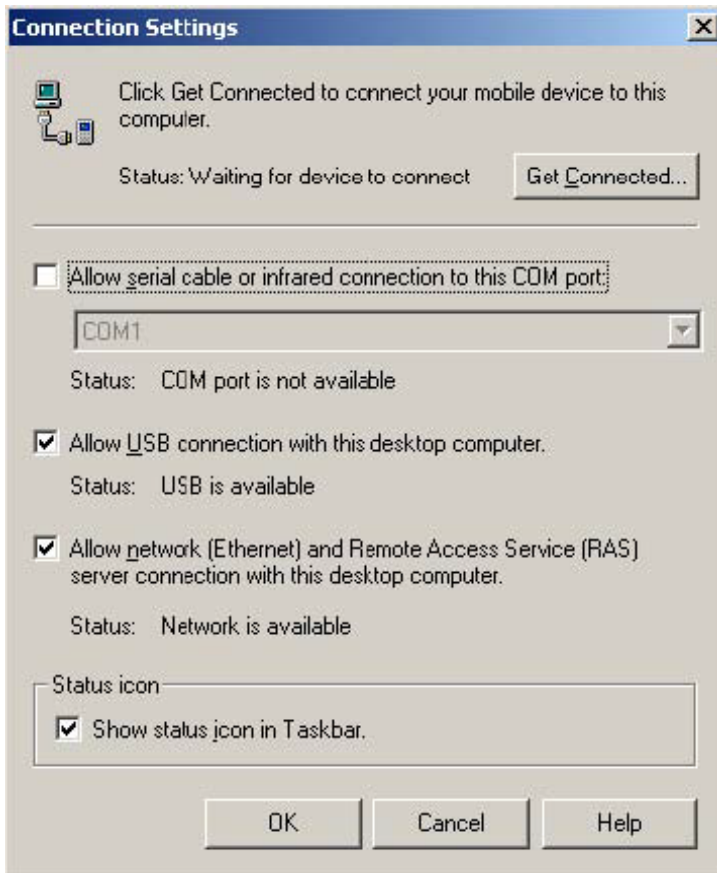 Connection Settings
Click Get Connected to connect your mobile device to this
computer.
Status: Waiting for device to connect
Get Connected...
Allow serial cable or infrared connection to this COM port:
COM1
Status: COM port is not available
Allow USB connection with this desktop computer.
Status: USB is available
Allow network (Ethernet) and Remote Access Service (RAS)
server connection with this desktop computer.
Status: Network is available
Status icon
Show status icon in Taskbar.
OK Cancel Help